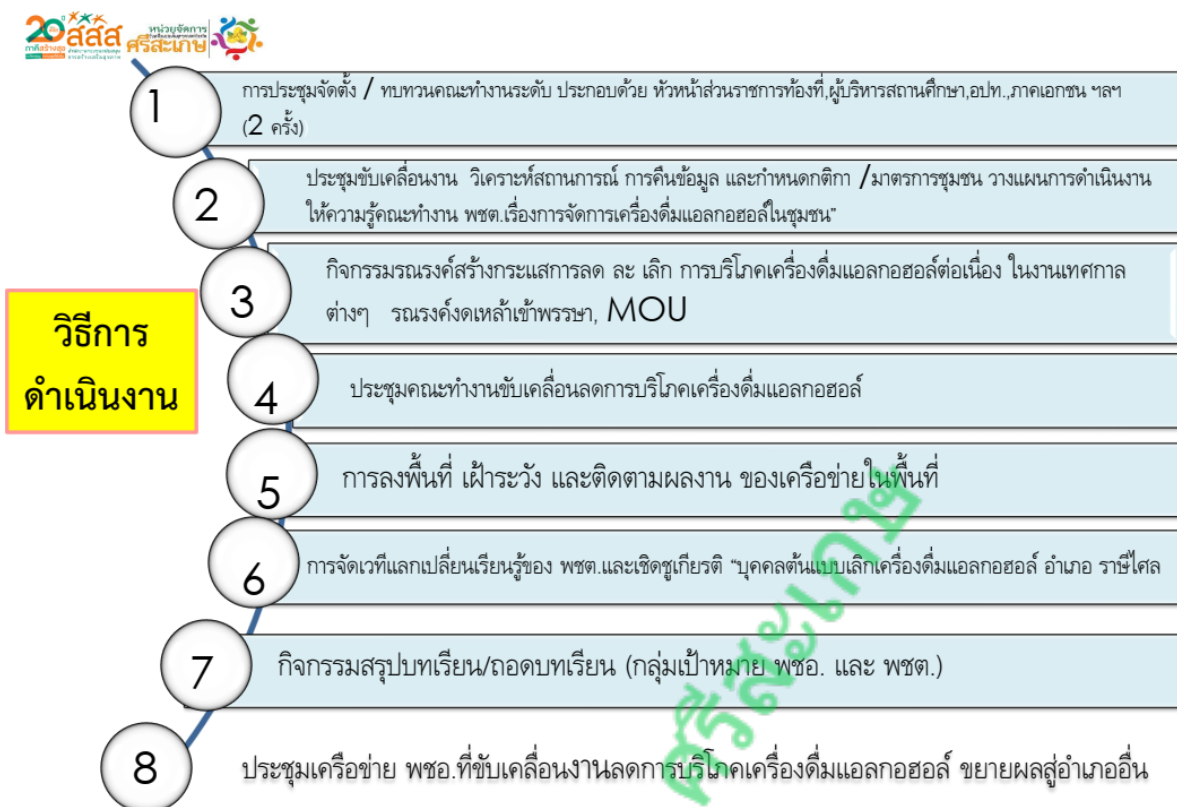 20 ปี สสส
ภาคีสร้างสุข
หน่วยจัดการ
ศรีสะเกษ
1
การประชุมจัดตั้ง / ทบทวนคณะทำงานระดับ ประกอบด้วย หัวหน้าส่วนราชการท้องที่,ผู้บริหารสถานศึกษา,อปท.,ภาคเอกชน ฯลฯ
(2 ครั้ง)
2
ประชุมขับเคลื่อนงาน วิเคราะห์สถานการณ์ การคืนข้อมูล และกำหนดกติกา /มาตรการชุมชน วางแผนการดำเนินงาน
ให้ความรู้คณะทำงาน พชต.เรื่องการจัดการเครื่องดื่มแอลกอฮอล์ในชุมชน"
3
กิจกรรมรณรงค์สร้างกระแสการลด ละ เลิก การบริโภคเครื่องดื่มแอลกอฮอล์ต่อเนื่อง ในงานเทศกาล
ต่างๆ รณรงค์งดเหล้าเข้าพรรษา, MOU
วิธีการ
ดำเนินงาน
4
ประชุมคณะทำงานขับเคลื่อนลดการบริโภคเครื่องดื่มแอลกอฮอล์
5
การลงพื้นที่ เฝ้าระวัง และติดตามผลงาน ของเครือข่ายในพื้นที่
6
การจัดเวทีแลกเปลี่ยนเรียนรู้ของ พชต.และเชิดชูเกียรติ "บุคคลต้นแบบเลิกเครื่องดื่มแอลกอฮอล์ อำเภอ ราษีไศล
7
กิจกรรมสรุปบทเรียน/ถอดบทเรียน (กลุ่มเป้าหมาย พชอ. และ พชต.)
8
ประชุมเครือข่าย พชอ.ที่ขับเคลื่อนงานลดการบริโภคเครื่องดื่มแอลกอฮอล์ ขยายผลสู่อำเภออื่น
ศรีสะเกษ